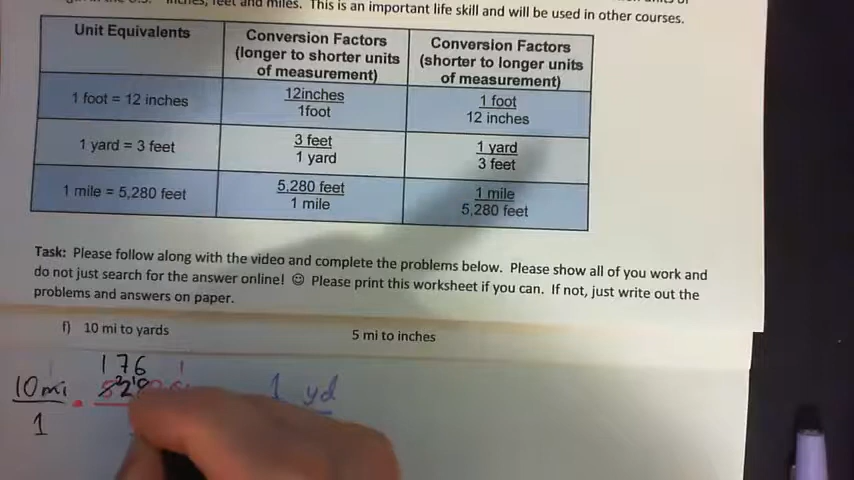 inches, feet and miles. This is an important life skill and will be used in other courses.
Unit Equivalents
Conversion Factors
(longer to shorter units
of measurement)
Conversion Factors
(shorter to longer units
of measurement)
1 foot = 12 inches
12inches
1foot
1 foot
12 inches
1 yard = 3 feet
3 feet
1 yard
1 yard
3 feet
1 mile = 5,280 feet
5,280 feet
1 mile
1 mile
5,280 feet
Task: Please follow along with the video and complete the problems below. Please show all of you work and
do not just search for the answer online! ☺ Please print this worksheet if you can. If not, just write out the
problems and answers on paper.
f) 10 mi to yards
5 mi to inches
176
10mi
1
1 yd